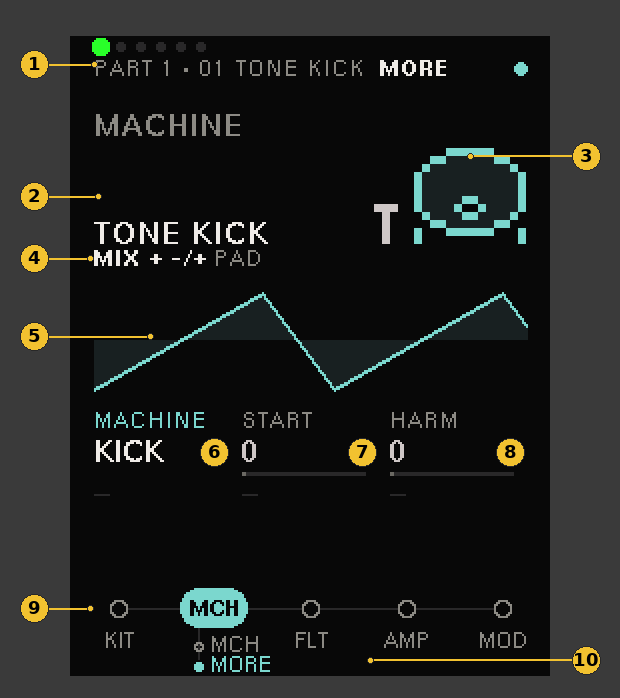 1 PART 1 · 01 TONE KICK MORE
MACHINE
3
2
T
TONE KICK
4 MIX + -/+ PAD
5
MACHINE START HARM
KICK 6 0 7 0 8
— — —
9 MCH
KIT FLT AMP MOD
MCH
MORE 10